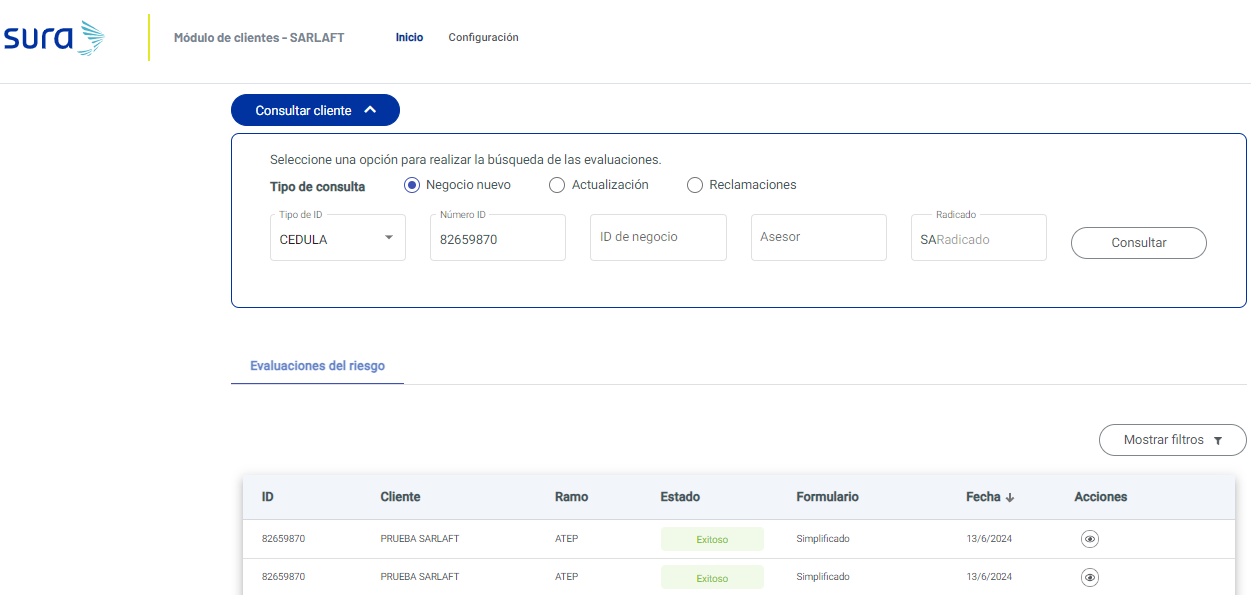 sura
Módulo de clientes - SARLAFT Inicio Configuración
Consultar cliente
Seleccione una opción para realizar la búsqueda de las evaluaciones.
Tipo de consulta Negocio nuevo Actualización Reclamaciones
Tipo de ID Número ID Radicado
CEDULA 82659870 ID de negocio Asesor SARadicado Consultar
Evaluaciones del riesgo
Mostrar filtros
ID Cliente Ramo Estado Formulario Fecha Acciones
82659870 PRUEBA SARLAFT ATEP Exitoso Simplificado 13/6/2024
82659870 PRUEBA SARLAFT ATEP Exitoso Simplificado 13/6/2024